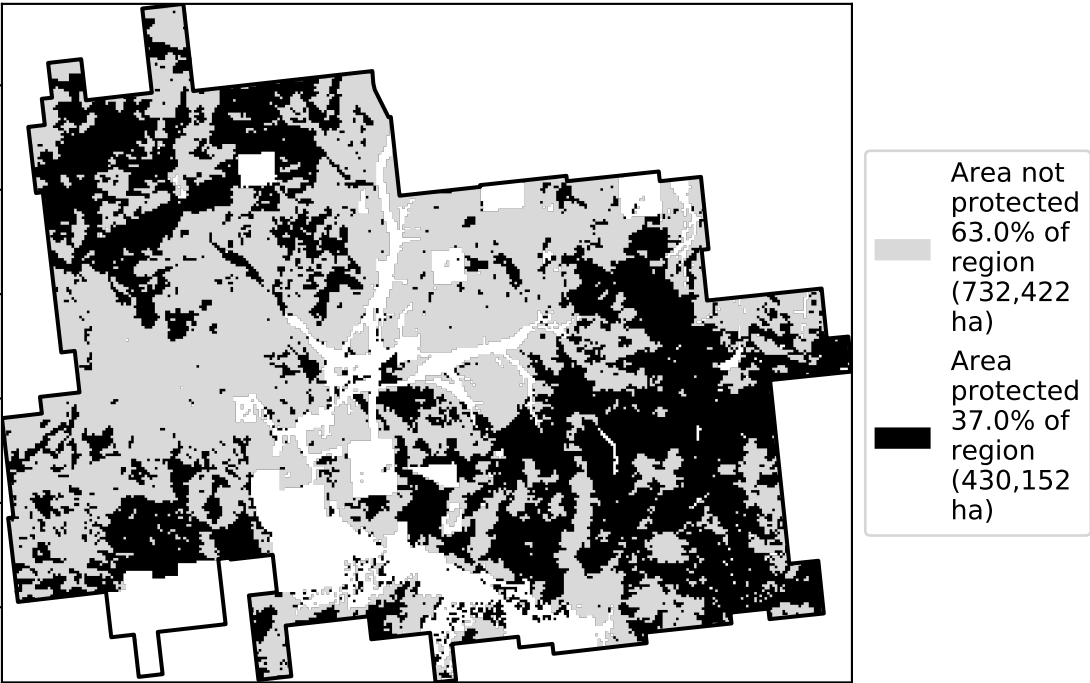 Area not
protected
63.0% of
region
(732,422
ha)
Area
protected
37.0% of
region
(430,152
ha)